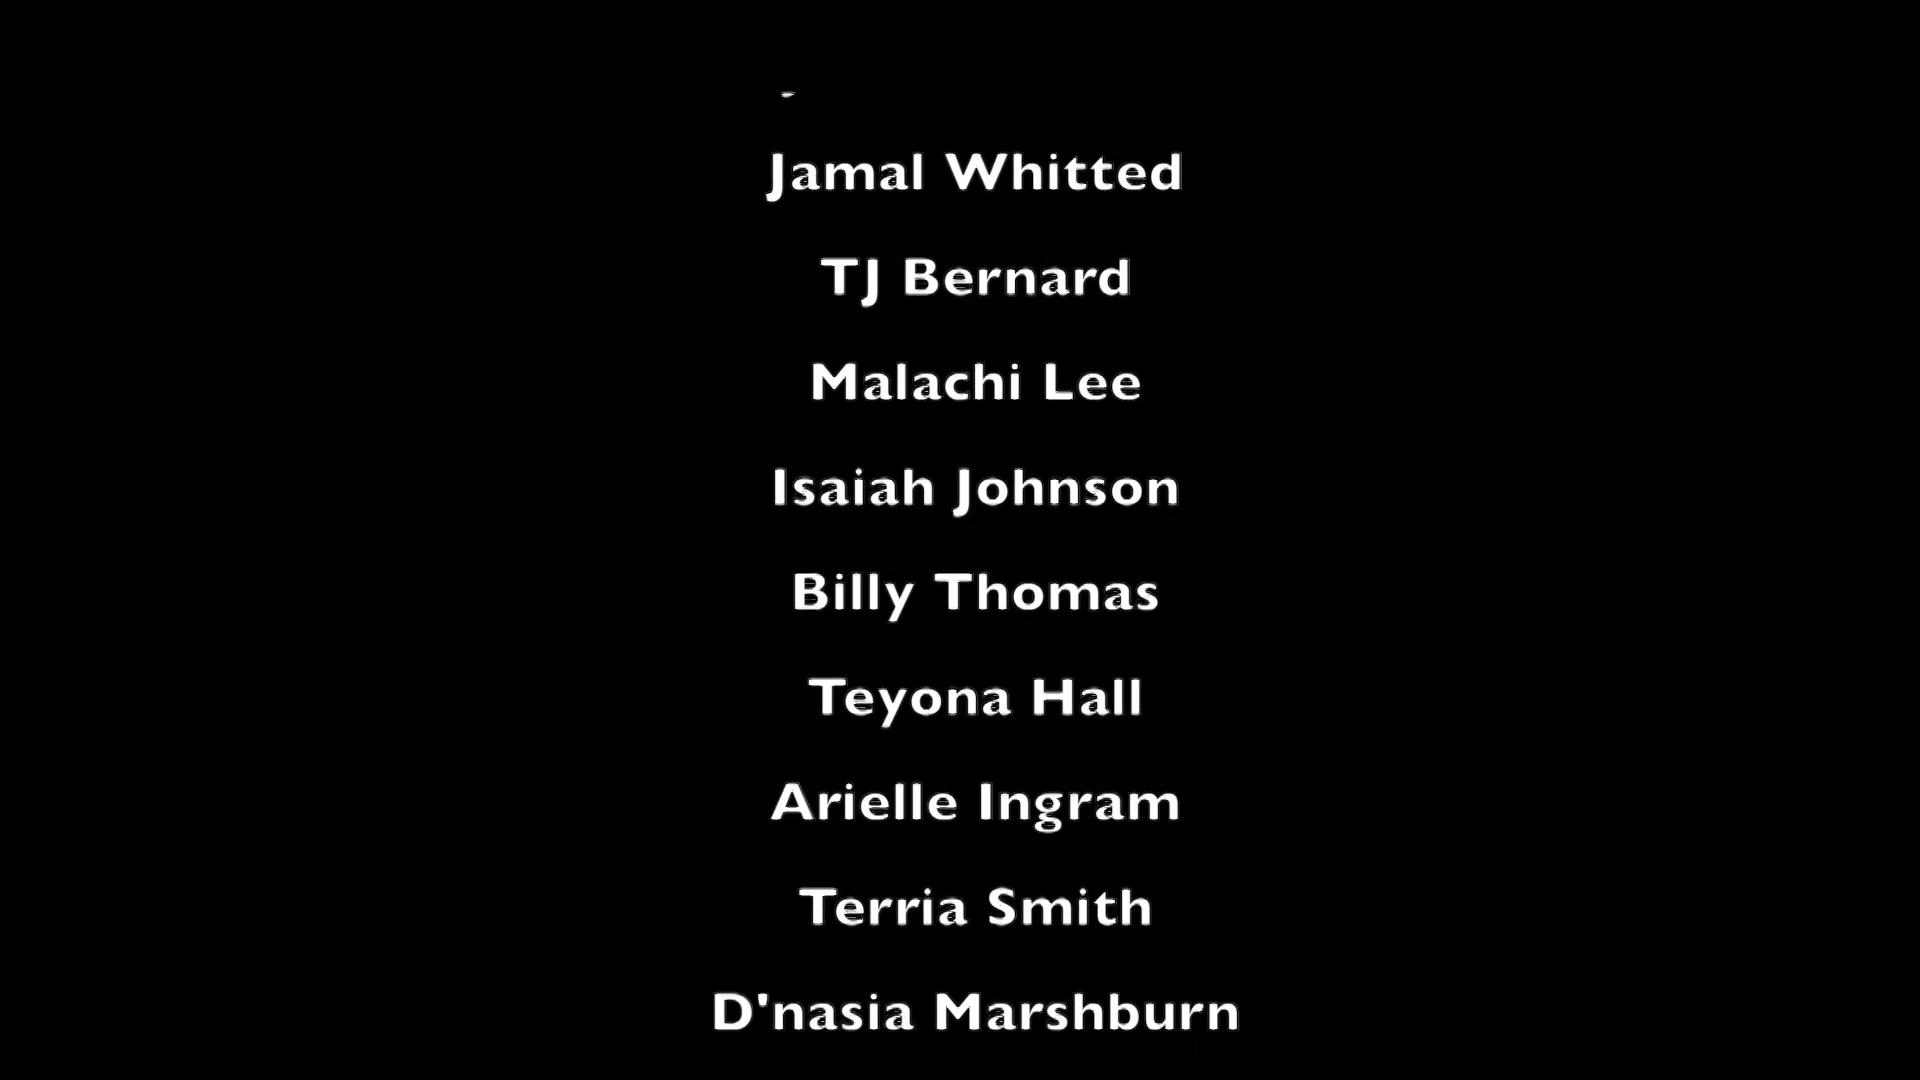 Jamal Whitted
TJ Bernard
Malachi Lee
Isaiah Johnson
Billy Thomas
Teyona Hall
Arielle Ingram
Terria Smith
D'nasia Marshburn